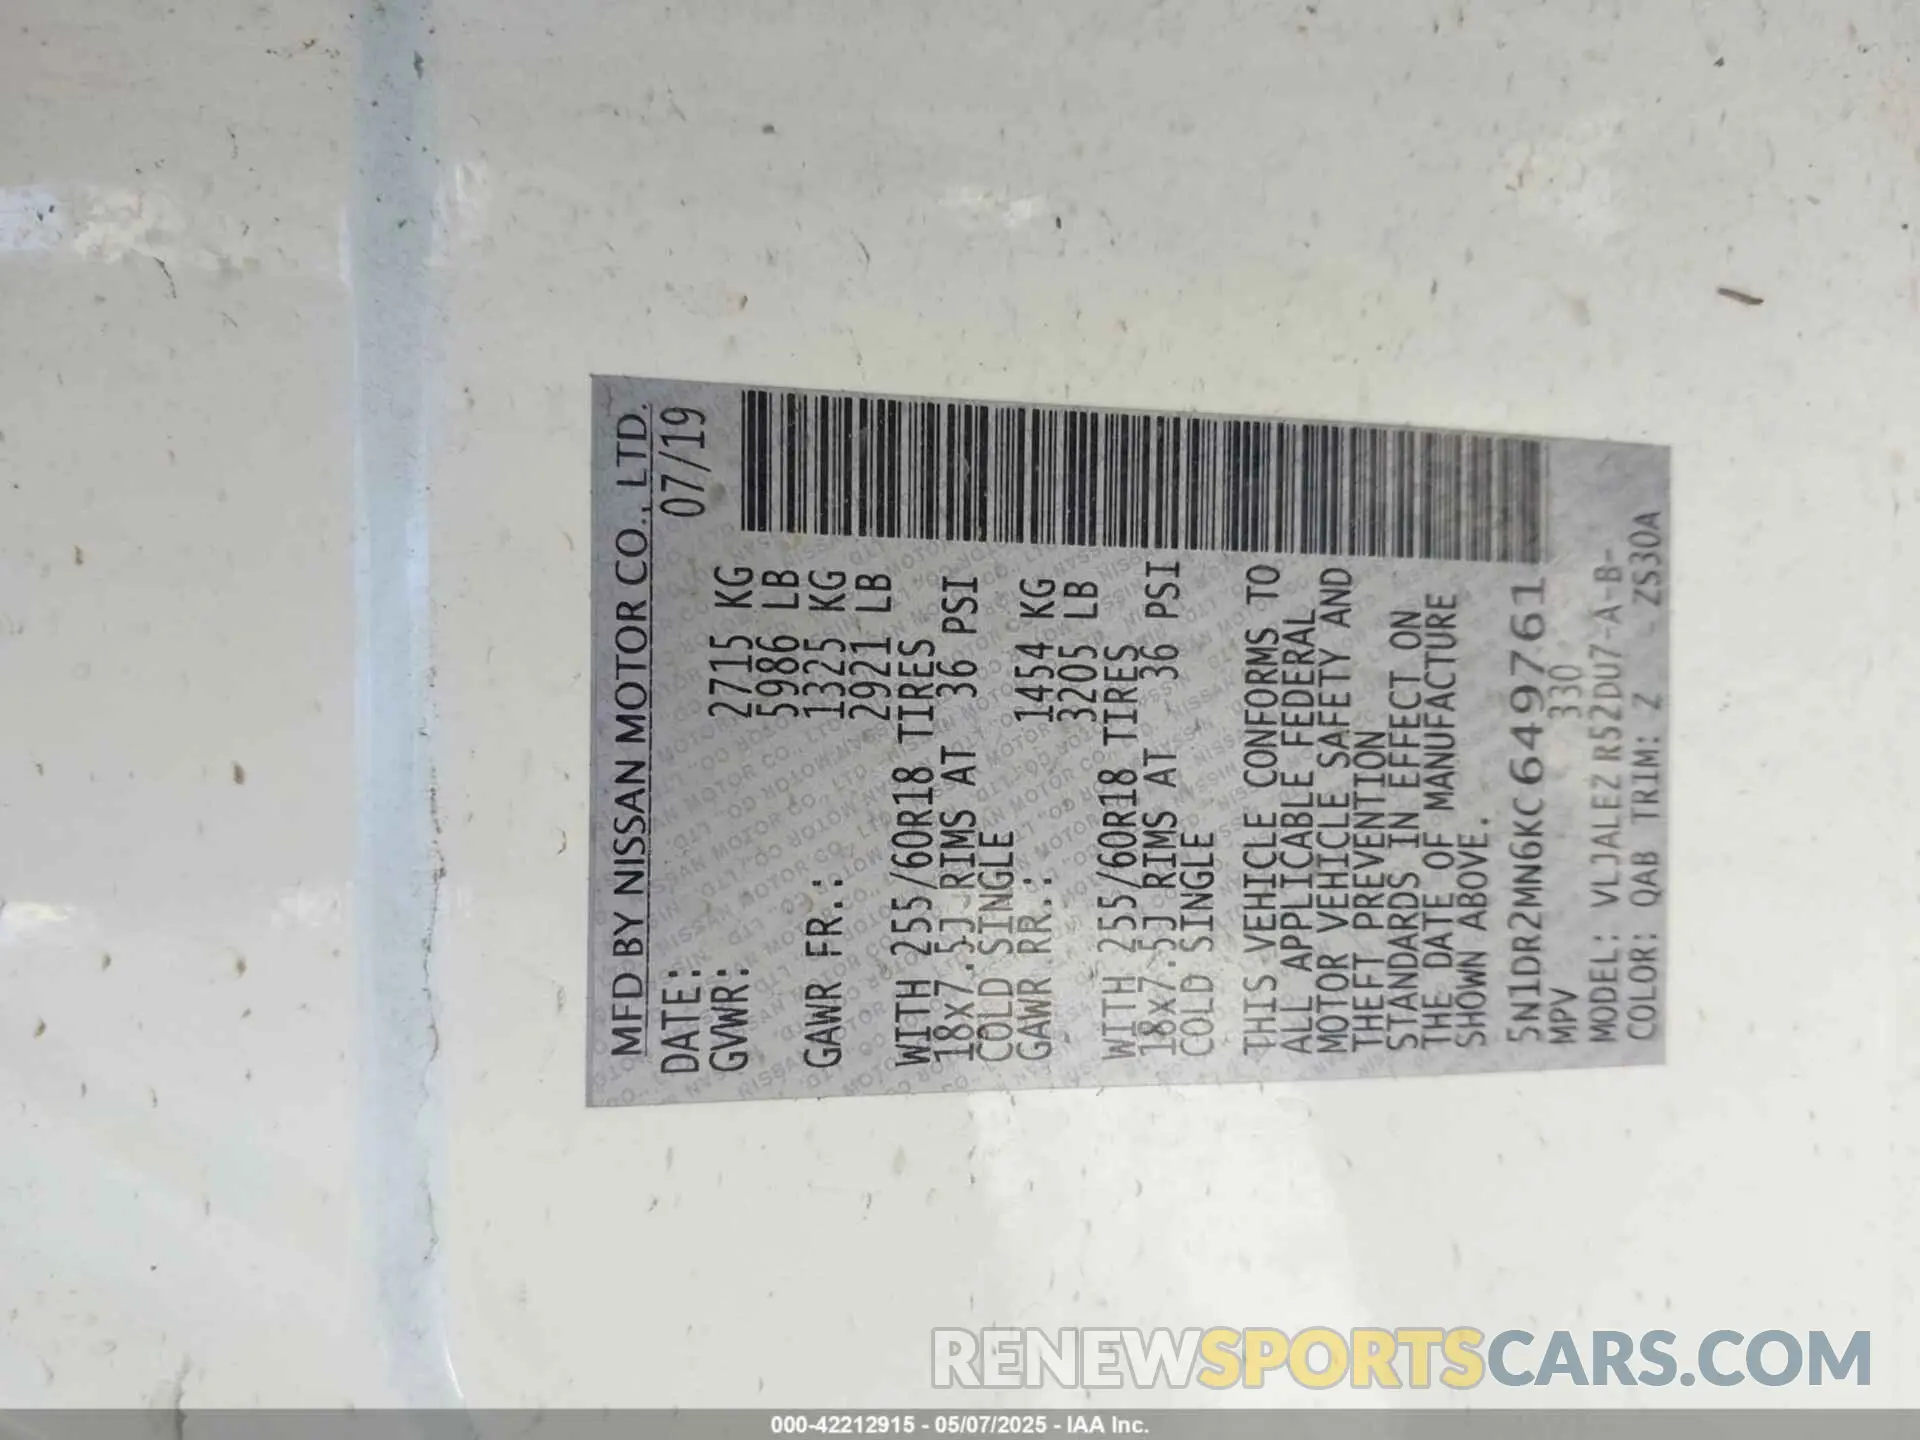 MFD BY NISSAN MOTOR CO., LTD.
DATE: 07/19
GVWR: 2715 KG
5986 LB
GAWR FR.: 1325 KG
2921 LB
WITH 255/60R18 TIRES
18x7.5J RIMS AT 36 PSI
COLD SINGLE
GAWR RR.: 1454 KG
3205 LB
WITH 255/60R18 TIRES
18x7.5J RIMS AT 36 PSI
COLD SINGLE
THIS VEHICLE CONFORMS TO
ALL APPLICABLE FEDERAL
MOTOR VEHICLE SAFETY AND
THEFT PREVENTION
STANDARDS IN EFFECT ON
THE DATE OF MANUFACTURE
SHOWN ABOVE.
5N1DR2MN6KC649761
MPV 330
MODEL: VLJALEZ R52DU7-A-B-
COLOR: QAB TRIM: Z - ZS30A
RENEWSPORTSCARS.COM
000-42212915 - 05/07/2025 - IAA Inc.